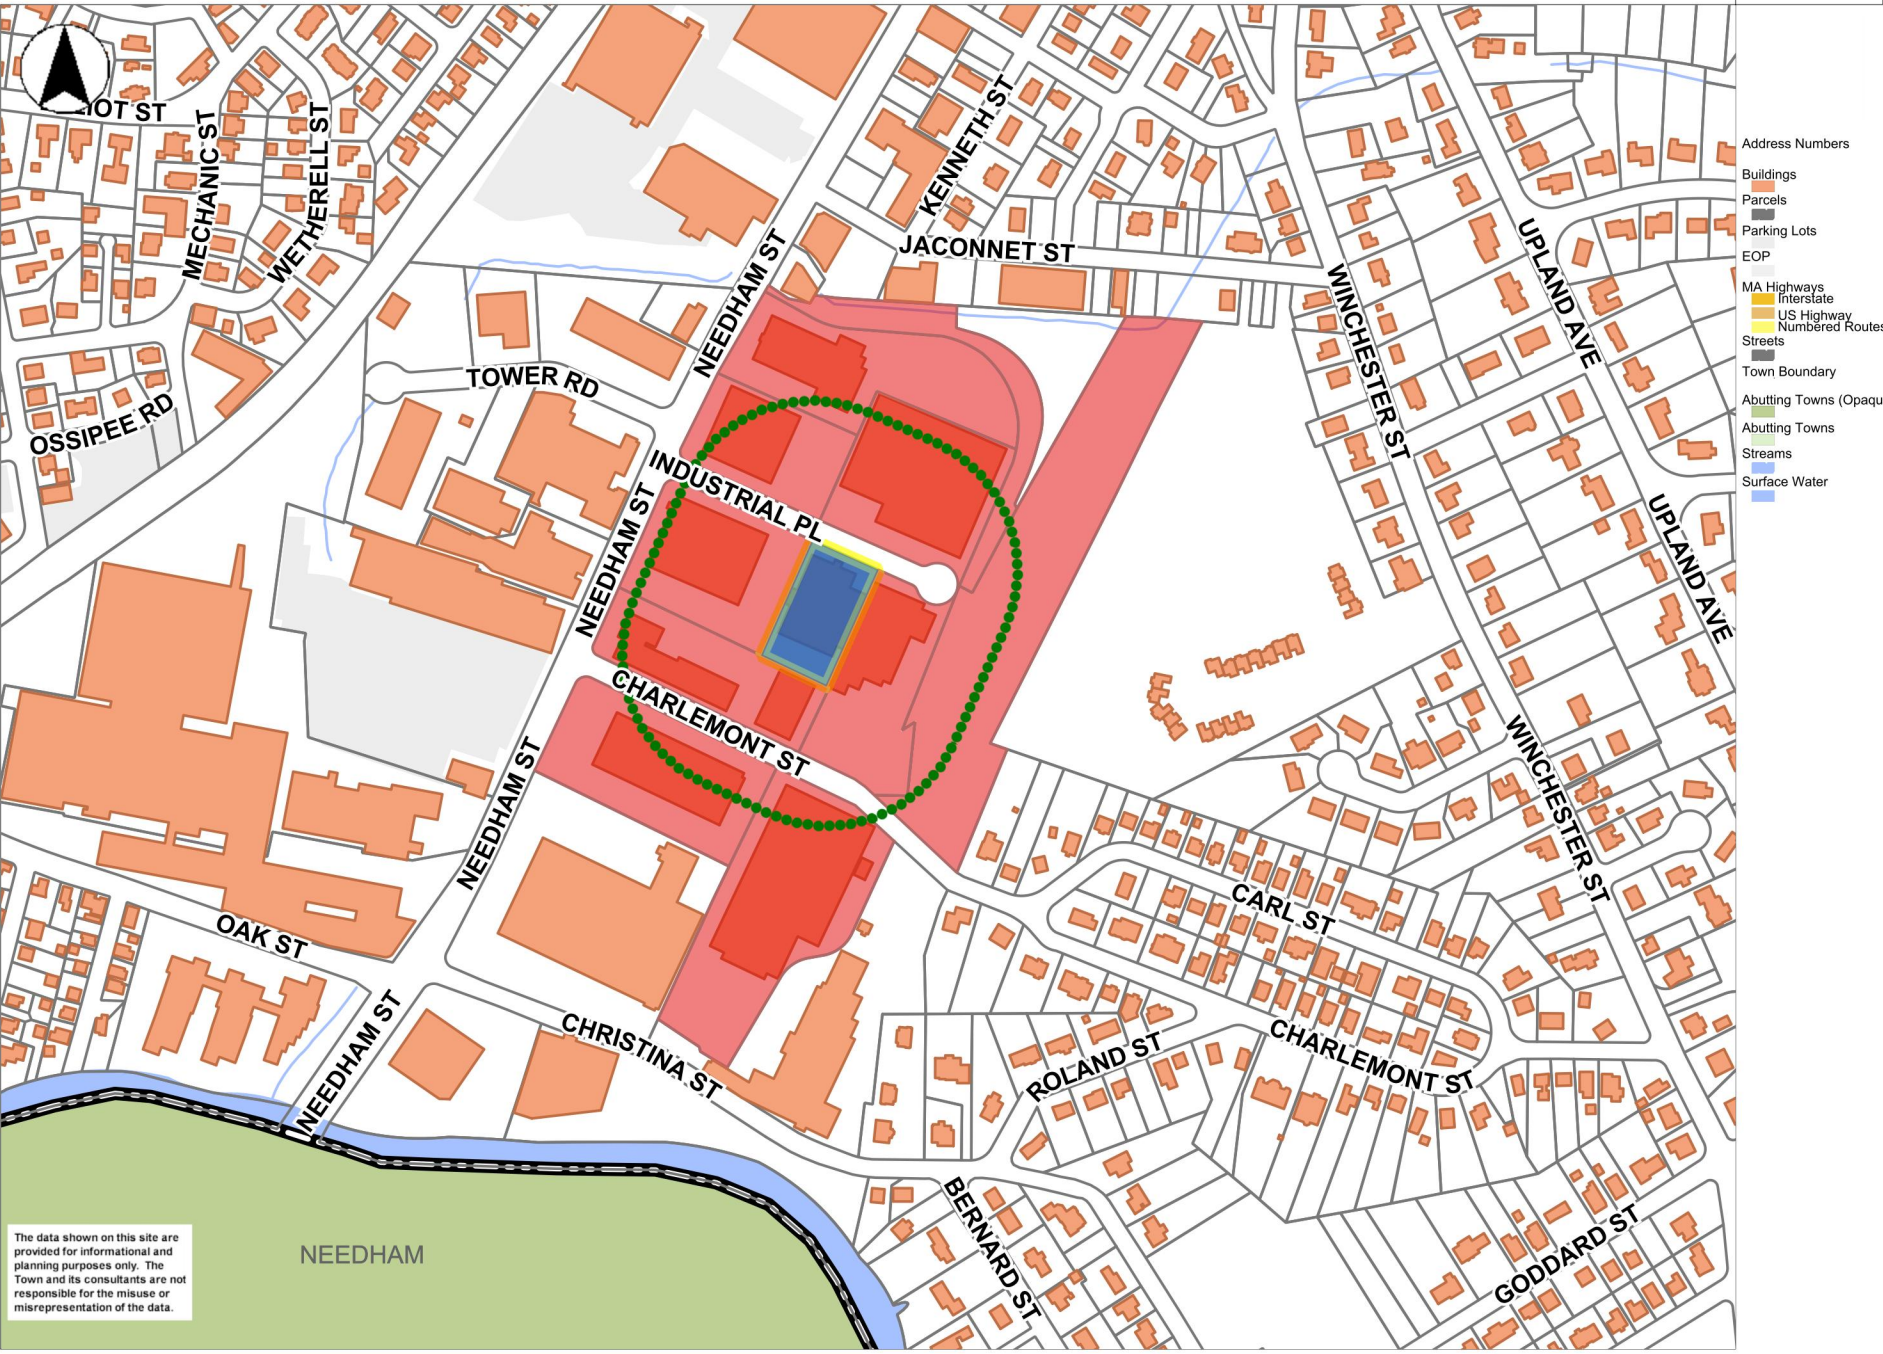 IOT ST
MECHANIC ST
WETHERELL ST
KENNETH ST
JACONNET ST
NEEDHAM ST
UPLAND AVE
WINCHESTER ST
TOWER RD
OSSIPEE RD
INDUSTRIAL PL
NEEDHAM ST
UPLAND AVE
CHARLEMONT ST
NEEDHAM ST
WINCHESTER ST
OAK ST
CARL ST
NEEDHAM ST
CHRISTINA ST
ROLAND ST
CHARLEMONT ST
BERNARD ST
GODDARD ST
NEEDHAM
The data shown on this site are
provided for informational and
planning purposes only. The
Town and its consultants are not
responsible for the misuse or
misrepresentation of the data.
Address Numbers
Buildings
Parcels
Parking Lots
EOP
MA Highways
Interstate
US Highway
Numbered Routes
Streets
Town Boundary
Abutting Towns (Opaqu
Abutting Towns
Streams
Surface Water